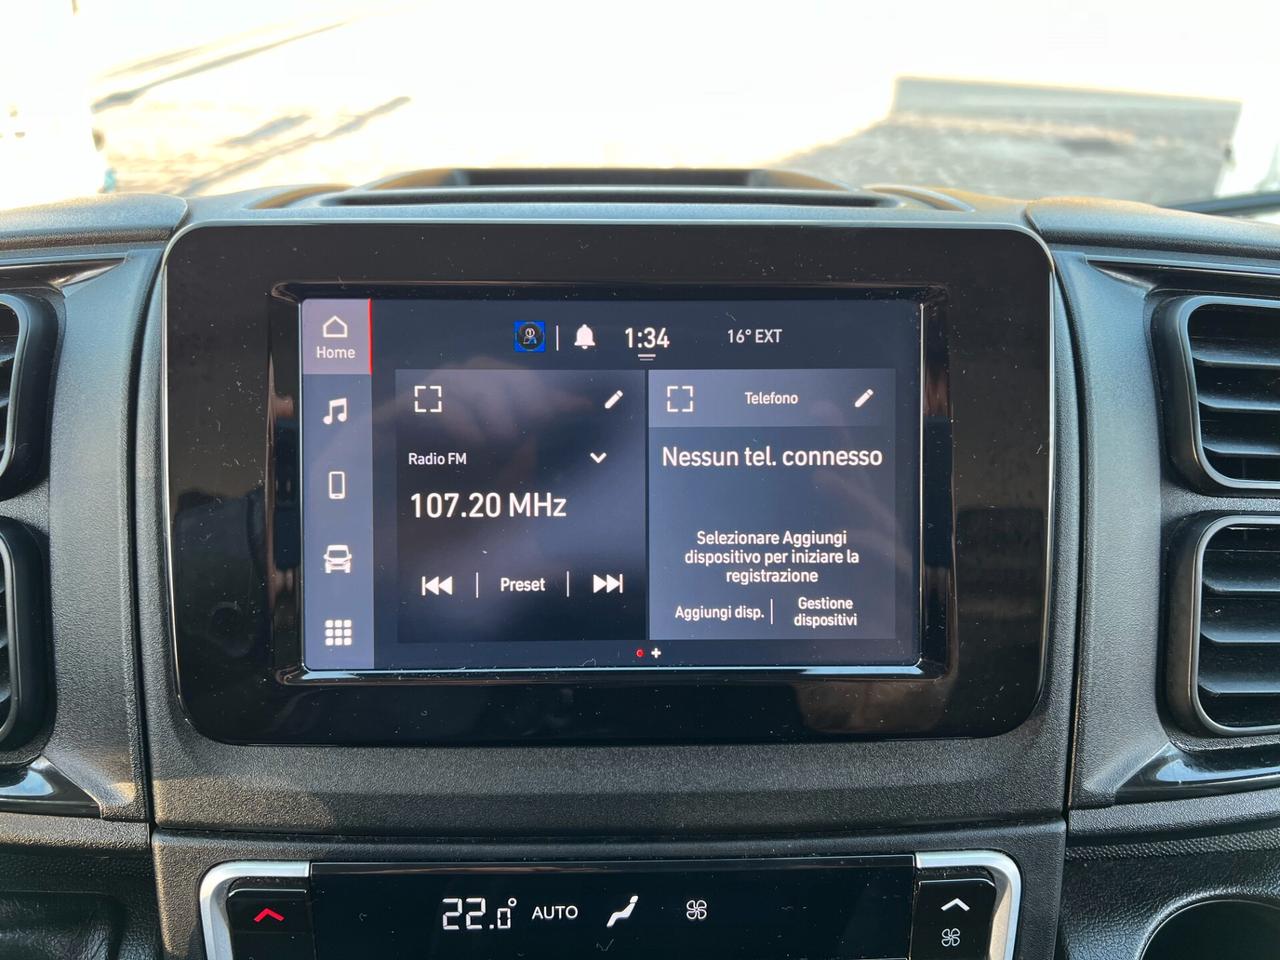 Home
1:34
16° EXT
Radio FM
107.20 MHz
Preset
Telefono
Nessun tel. connesso
Selezionare Aggiungi
dispositivo per iniziare la
registrazione
Aggiungi disp.
Gestione
dispositivi
22.0° AUTO